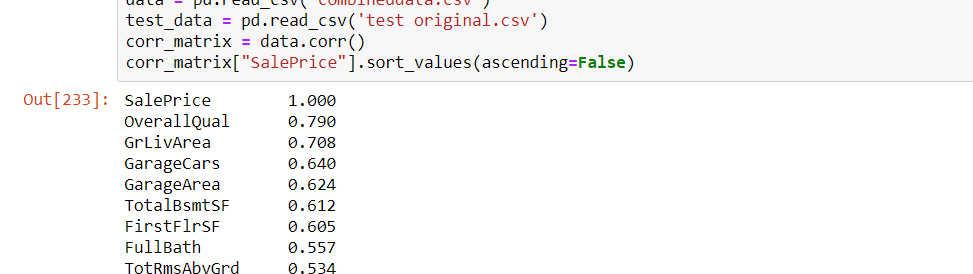 data = pd.read_csv('combineddata.csv')
test_data = pd.read_csv('test original.csv')
corr_matrix = data.corr()
corr_matrix["SalePrice"].sort_values(ascending=False)
Out[233]: SalePrice 1.000
OverallQual 0.790
GrLivArea 0.708
GarageCars 0.640
GarageArea 0.624
TotalBsmtSF 0.612
FirstFlrSF 0.605
FullBath 0.557
TotRmsAbvGrd 0.534